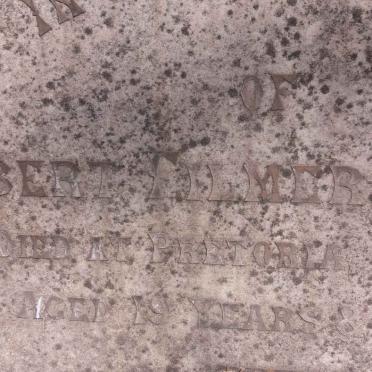 OF
BERT FILMER
DIED AT PRETORIA,
AGED 19 YEARS &